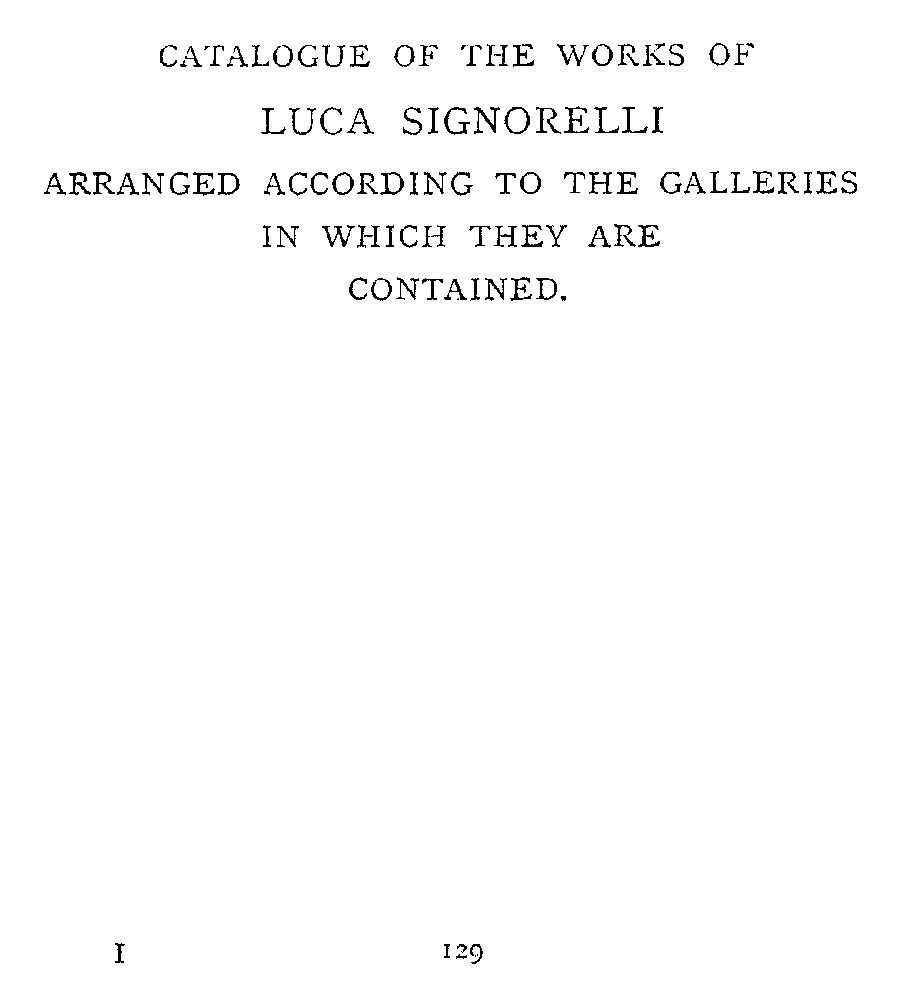 CATALOGUE OF THE WORKS OF
LUCA SIGNORELLI
ARRANGED ACCORDING TO THE GALLERIES
IN WHICH THEY ARE
CONTAINED.
I 129